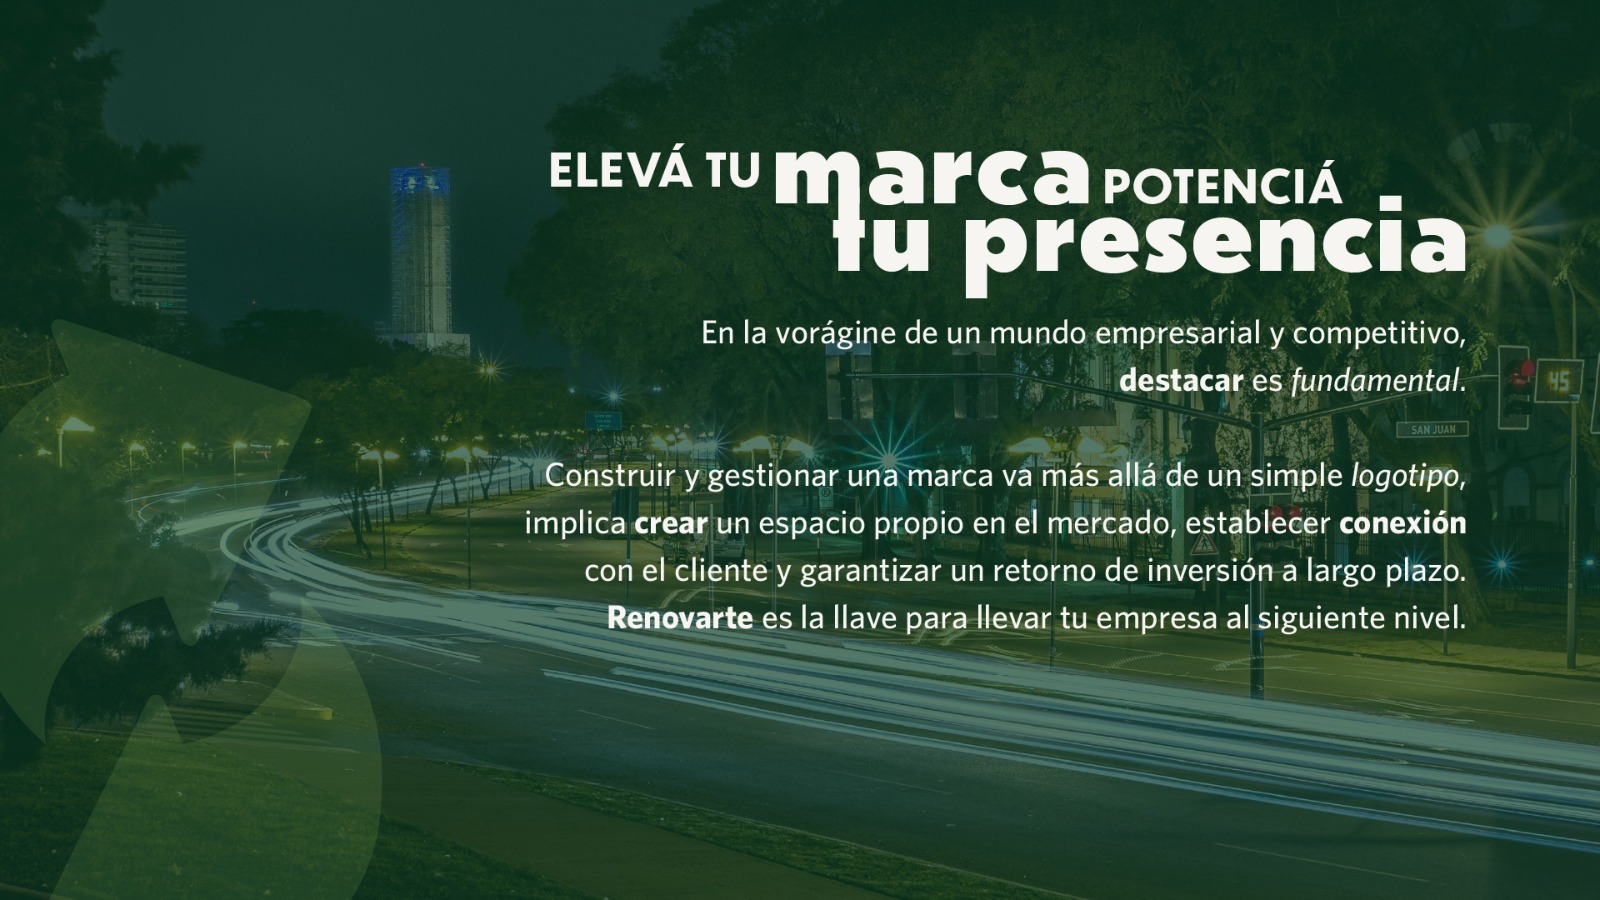 ELEVÁ TU marca POTENCIÁ
tu presencia
En la vorágine de un mundo empresarial y competitivo,
destacar es fundamental.
Construir y gestionar una marca va más allá de un simple logotipo,
implica crear un espacio propio en el mercado, establecer conexión
con el cliente y garantizar un retorno de inversión a largo plazo.
Renovarte es la llave para llevar tu empresa al siguiente nivel.
45
SAN JUAN